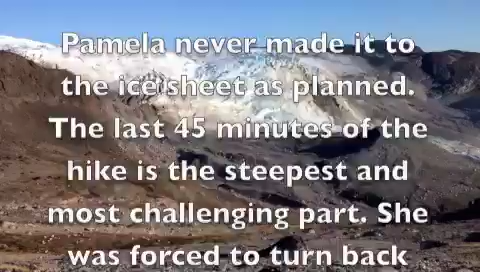 Pamela never made it to
the ice sheet as planned.
The last 45 minutes of the
hike is the steepest and
most challenging part. She
was forced to turn back